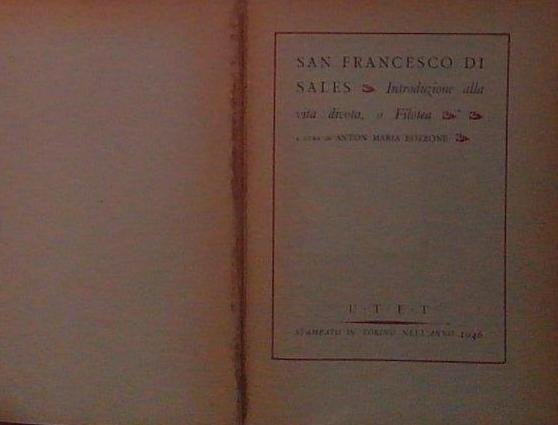 SAN FRANCESCO DI
SALES Introduzione alla
vita divota, o Filotea
A CURA DI ANTON MARIA BOZZONE
U·T·E·T
STAMPATO IN TORINO NELL'ANNO 1946